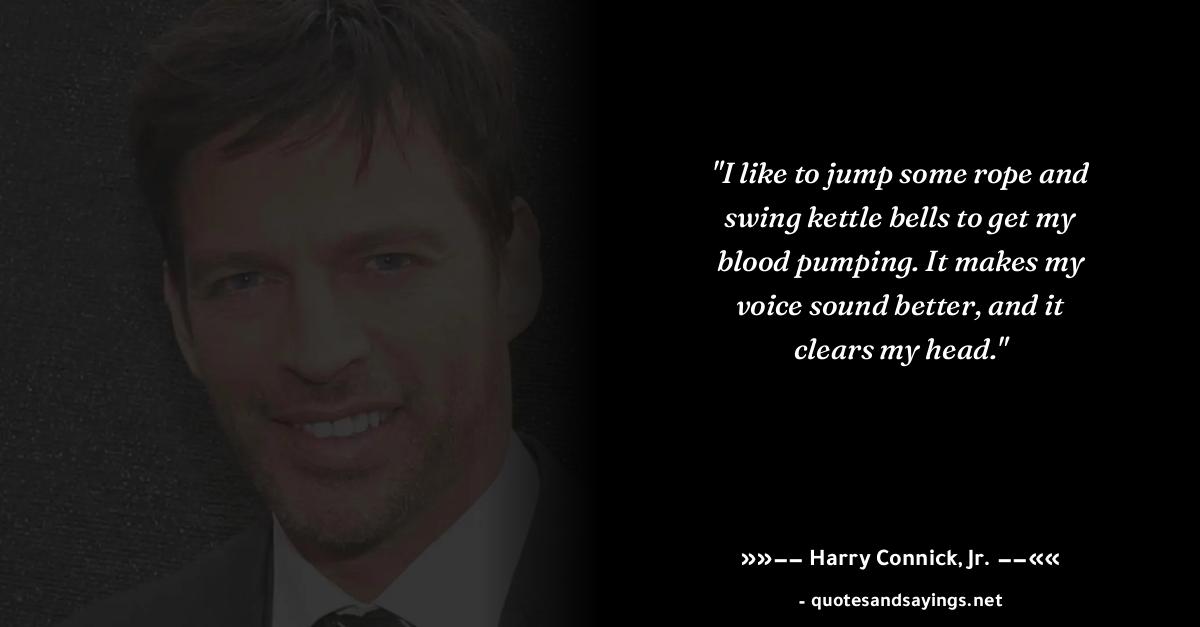 "I like to jump some rope and
swing kettle bells to get my
blood pumping. It makes my
voice sound better, and it
clears my head."
»»–– Harry Connick, Jr. ––««
- quotesandsayings.net